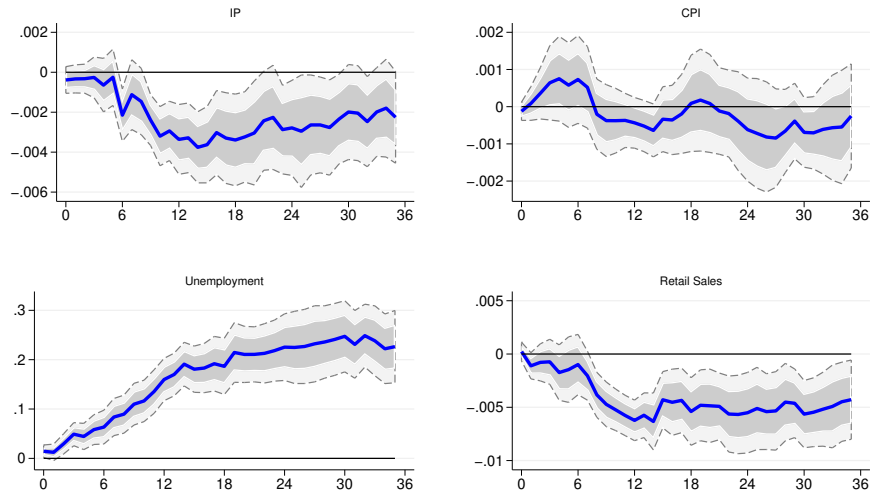 IP
.002
0
-.002
-.004
-.006
0 6 12 18 24 30 36
CPI
.002
.001
0
-.001
-.002
0 6 12 18 24 30 36
Unemployment
.3
.2
.1
0
0 6 12 18 24 30 36
Retail Sales
.005
0
-.005
-.01
0 6 12 18 24 30 36